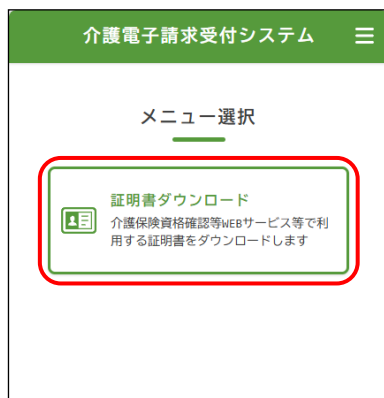 介護電子請求受付システム
メニュー選択
証明書ダウンロード
介護保険資格確認等WEBサービス等で利
用する証明書をダウンロードします